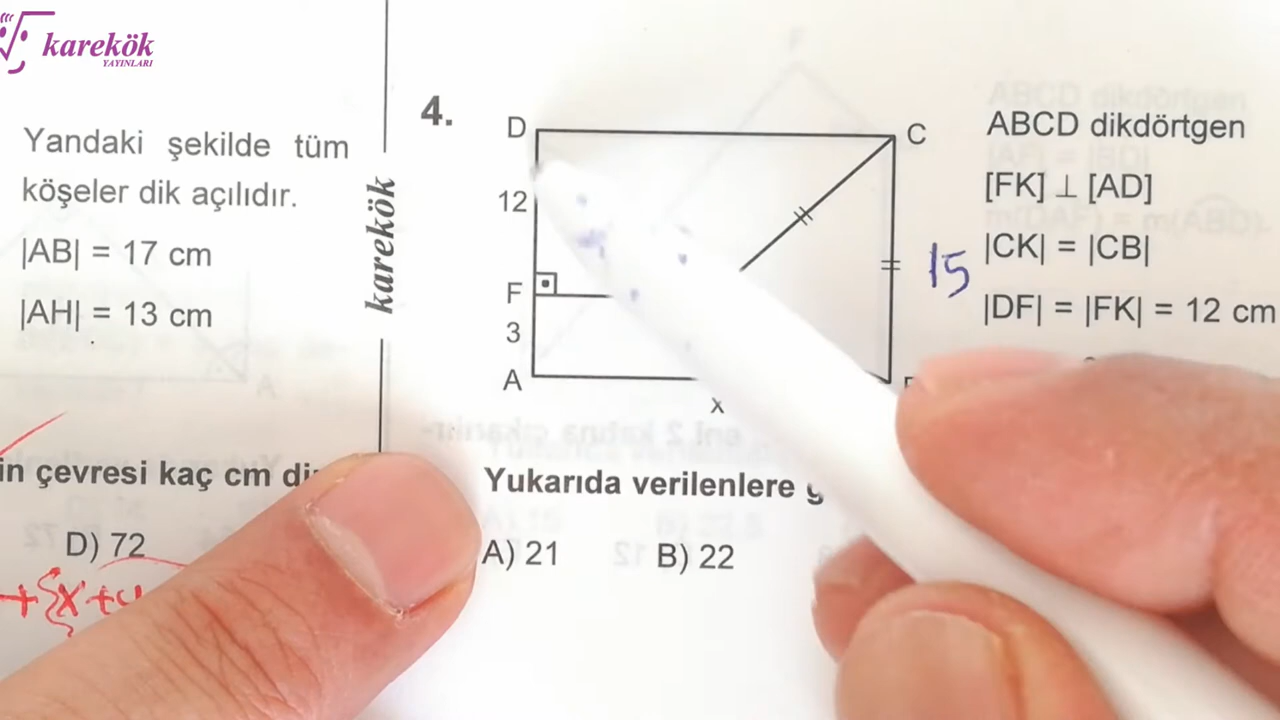 karekök
YAYINLARI
Yandaki şekilde tüm
köşeler dik açılıdır.
|AB| = 17 cm
|AH| = 13 cm
in çevresi kaç cm
D) 72
karekök
4.
D
C
12
F
3
A
x
15
ABCD dikdörtgen
[FK] ⊥ [AD]
|CK| = |CB|
|DF| = |FK| = 12 cm
Yukarıda verilenlere
A) 21 B) 22